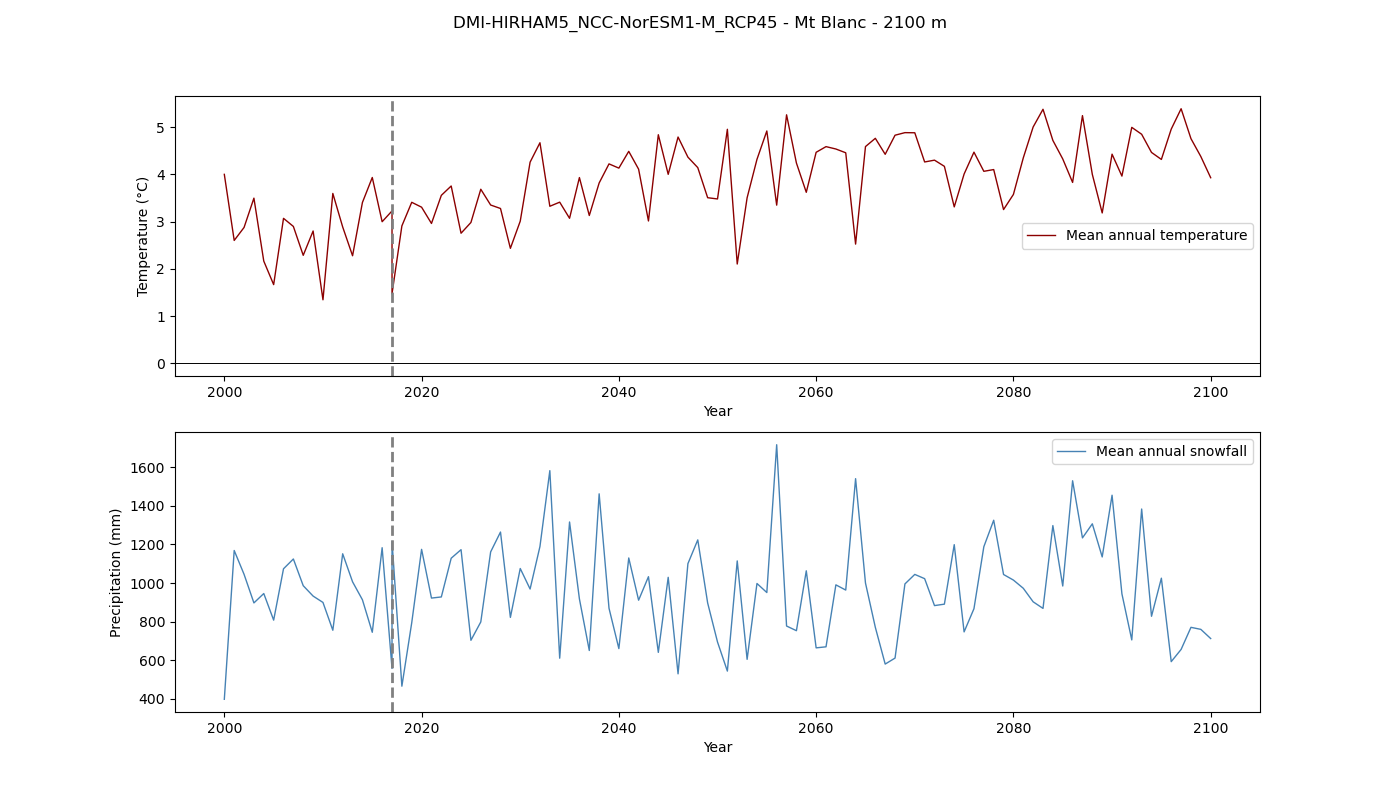 DMI-HIRHAM5_NCC-NorESM1-M_RCP45 - Mt Blanc - 2100 m
Temperature (°C)
5
4
3
2
1
0
Mean annual temperature
2000 2020 2040 2060 2080 2100
Year
Precipitation (mm)
1600
1400
1200
1000
800
600
400
Mean annual snowfall
2000 2020 2040 2060 2080 2100
Year